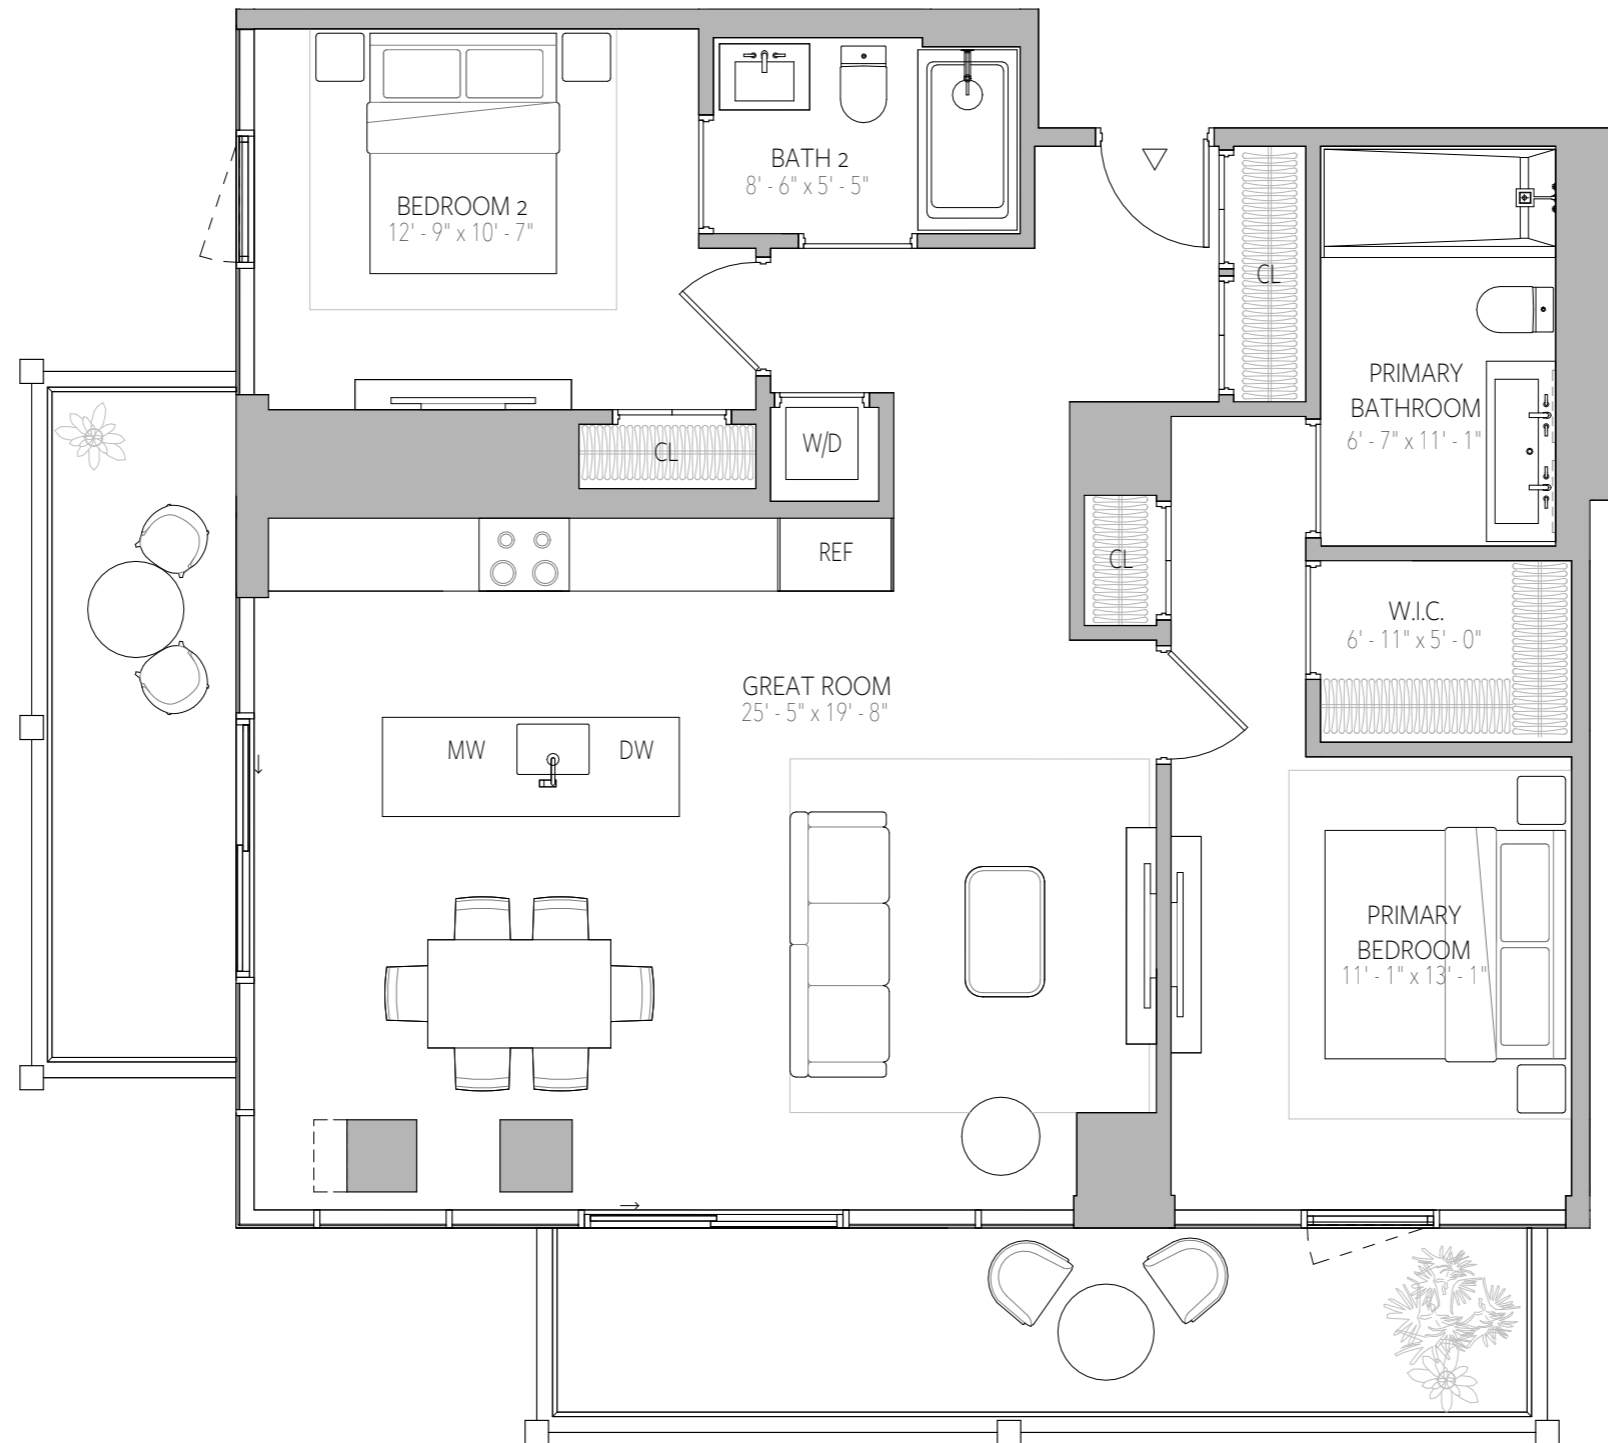 BATH 2
8' - 6" x 5' - 5"
BEDROOM 2
12' - 9" x 10' - 7"
CL
PRIMARY
BATHROOM
6' - 7" x 11' - 1"
CL
W/D
REF
CL
W.I.C.
6' - 11" x 5' - 0"
GREAT ROOM
25' - 5" x 19' - 8"
MW
DW
PRIMARY
BEDROOM
11' - 1" x 13' - 1"